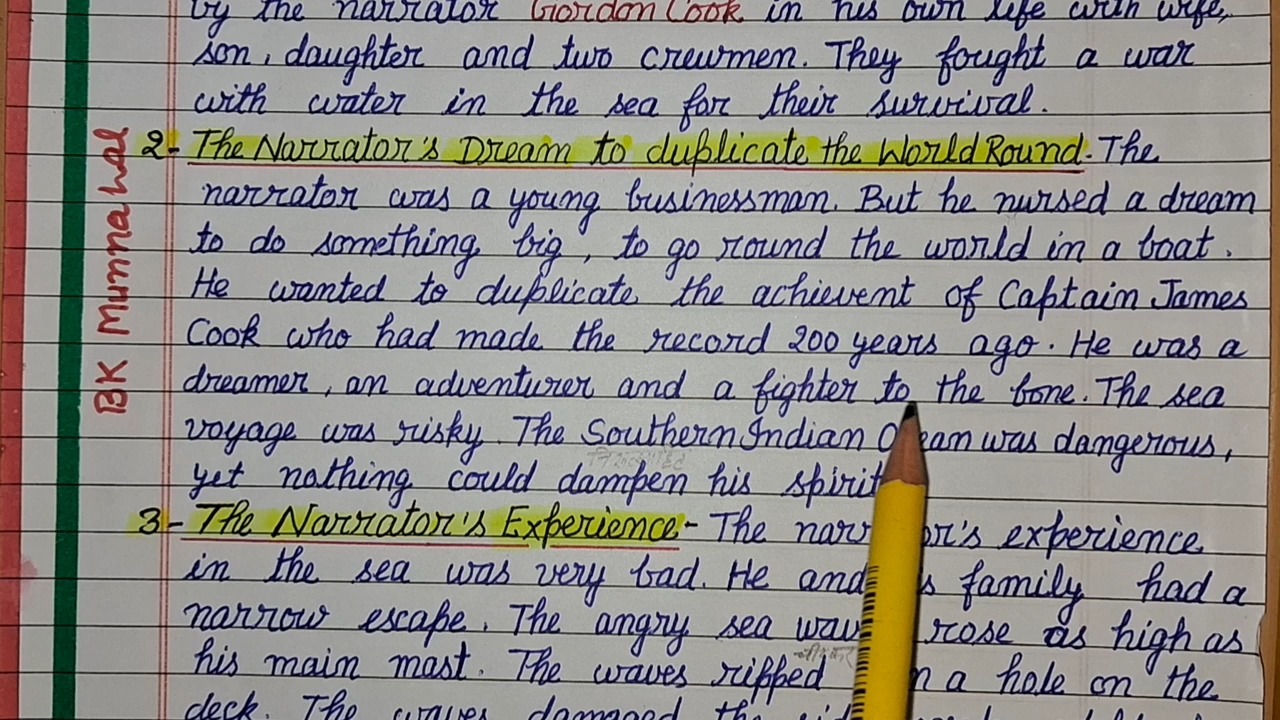 by the narrator Gordon Cook in his own life with wife,
son, daughter and two crewmen. They fought a war
with water in the sea for their survival.
2- The Narrator's Dream to duplicate the World Round. The
narrator was a young businessman. But he nursed a dream
to do something big, to go round the world in a boat.
He wanted to duplicate the achievent of Captain James
Cook who had made the record 200 years ago. He was a
dreamer, an adventurer and a fighter to the bone. The sea
voyage was risky. The Southern Indian was dangerous,
yet nothing could dampen his spirit
3- The Narrator's Experience- The experience
in the sea was very bad. He and family had a
narrow escape. The angry sea rose as high as
his main mast. The waves ripped a hole on the
deck. The waves damaged the
BK Munnahal